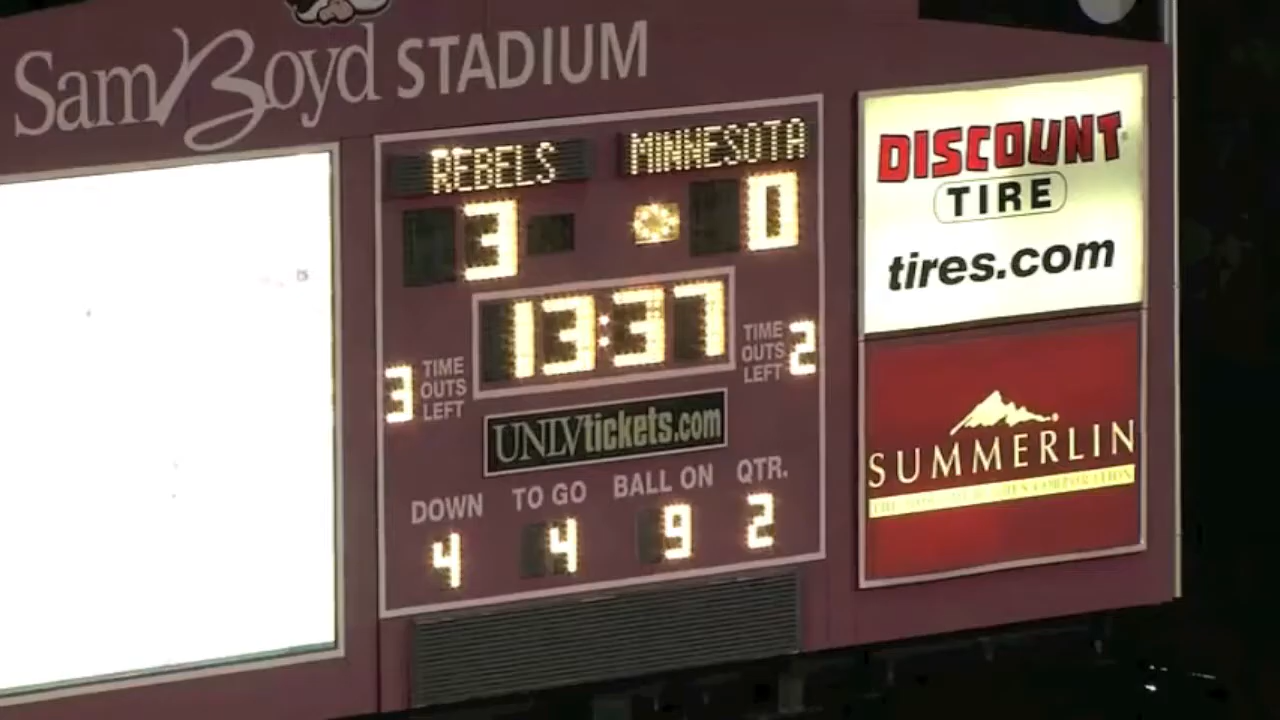 Sam Boyd STADIUM
REBELS MINNESOTA
3 0
13:37
3 TIME OUTS LEFT
TIME OUTS LEFT 2
UNLVtickets.com
DOWN TO GO BALL ON QTR.
4 4 9 2
DISCOUNT
TIRE
tires.com
SUMMERLIN